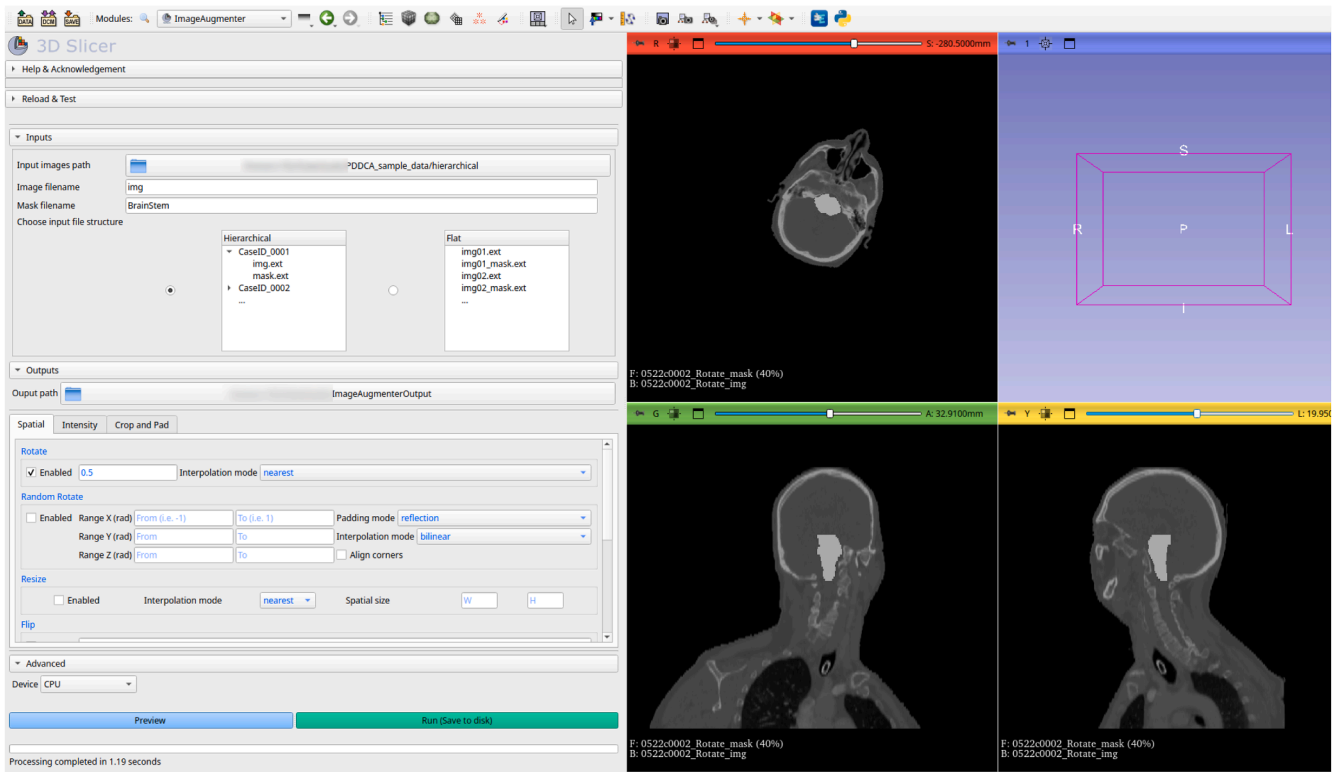 DATA DCM SAVE Modules: ImageAugmenter
3D Slicer
Help & Acknowledgement
Reload & Test
Inputs
Input images path PDDCA_sample_data/hierarchical
Image filename img
Mask filename BrainStem
Choose input file structure
Hierarchical
CaseID_0001
img.ext
mask.ext
CaseID_0002
...
Flat
img01.ext
img01_mask.ext
img02.ext
img02_mask.ext
...
Outputs
Ouput path ImageAugmenterOutput
Spatial Intensity Crop and Pad
Rotate
Enabled 0.5 Interpolation mode nearest
Random Rotate
Enabled Range X (rad) From (i.e. -1) To (i.e. 1) Padding mode reflection
Range Y (rad) From To Interpolation mode bilinear
Range Z (rad) From To Align corners
Resize
Enabled Interpolation mode nearest Spatial size W H
Flip
Advanced
Device CPU
Preview Run (Save to disk)
Processing completed in 1.19 seconds
R S: -280.5000mm
F: 0522c0002_Rotate_mask (40%)
B: 0522c0002_Rotate_img
1
S
R P L
I
G A: 32.9100mm
F: 0522c0002_Rotate_mask (40%)
B: 0522c0002_Rotate_img
Y L: 19.950
F: 0522c0002_Rotate_mask (40%)
B: 0522c0002_Rotate_img